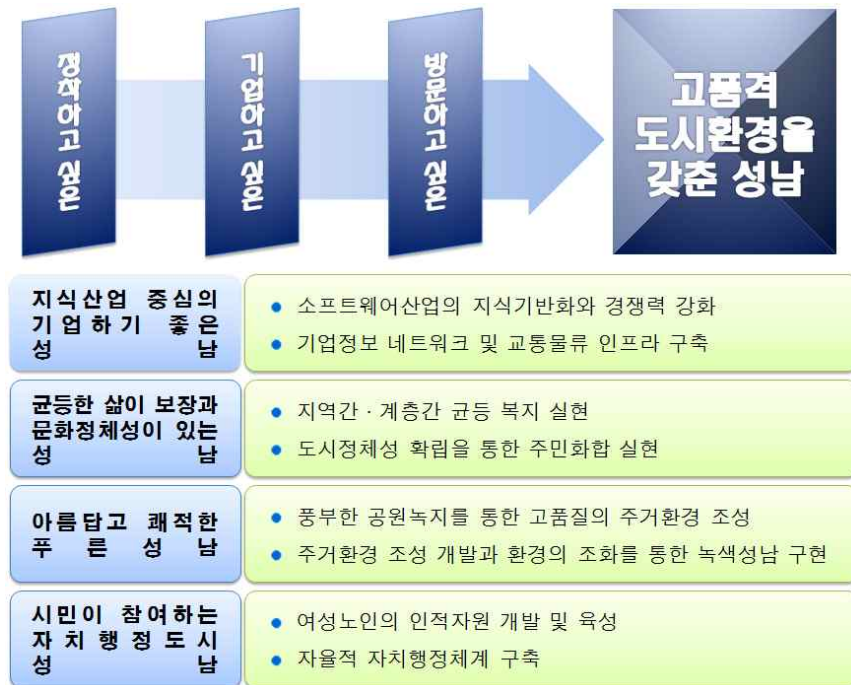 정착하고 싶은
기업하고 싶은
방문하고 싶은
고품격
도시환경을
갖춘 성남
지식산업 중심의
기업하기 좋은
성 남
• 소프트웨어산업의 지식기반화와 경쟁력 강화
• 기업정보 네트워크 및 교통물류 인프라 구축
균등한 삶이 보장과
문화정체성이 있는
성 남
• 지역간·계층간 균등 복지 실현
• 도시정체성 확립을 통한 주민화합 실현
아름답고 쾌적한
푸 른 성 남
• 풍부한 공원녹지를 통한 고품질의 주거환경 조성
• 주거환경 조성 개발과 환경의 조화를 통한 녹색성남 구현
시민이 참여하는
자치행정도시
성 남
• 여성노인의 인적자원 개발 및 육성
• 자율적 자치행정체계 구축